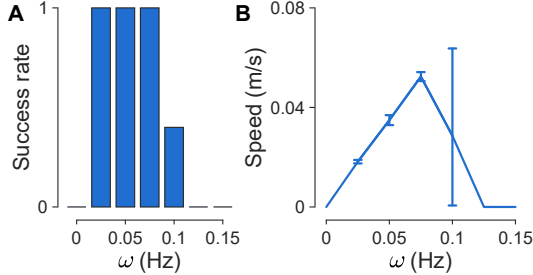 A
Success rate
1
0
0
0.05
0.1
0.15
ω (Hz)
B
Speed (m/s)
0.08
0.04
0
0
0.05
0.1
0.15
ω (Hz)